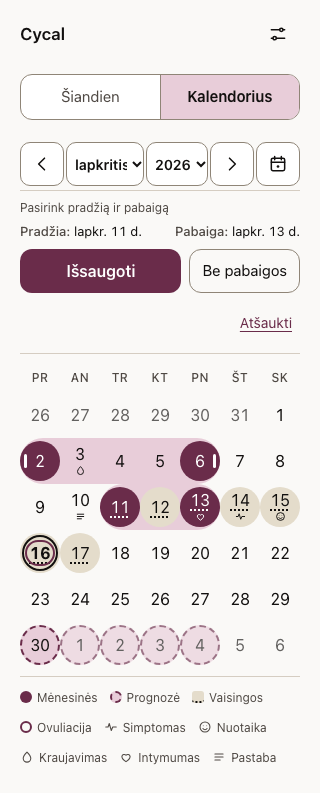 Cycal
Šiandien Kalendorius
lapkritis 2026
Pasirink pradžią ir pabaigą
Pradžia: lapkr. 11 d. Pabaiga: lapkr. 13 d.
Išsaugoti Be pabaigos
Atšaukti
PR AN TR KT PN ŠT SK
26 27 28 29 30 31 1
2 3 4 5 6 7 8
9 10 11 12 13 14 15
16 17 18 19 20 21 22
23 24 25 26 27 28 29
30 1 2 3 4 5 6
Mėnesinės Prognozė Vaisingos
Ovuliacija Simptomas Nuotaika
Kraujavimas Intymumas Pastaba